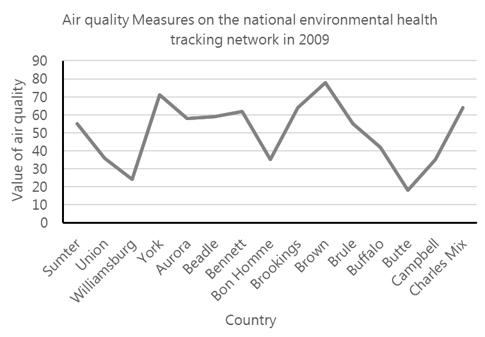 Air quality Measures on the national environmental health
tracking network in 2009
Value of air quality
90
80
70
60
50
40
30
20
10
0
Sumter
Union
Williamsburg
York
Aurora
Beadle
Bennett
Bon Homme
Brookings
Brown
Brule
Buffalo
Butte
Campbell
Charles Mix
Country